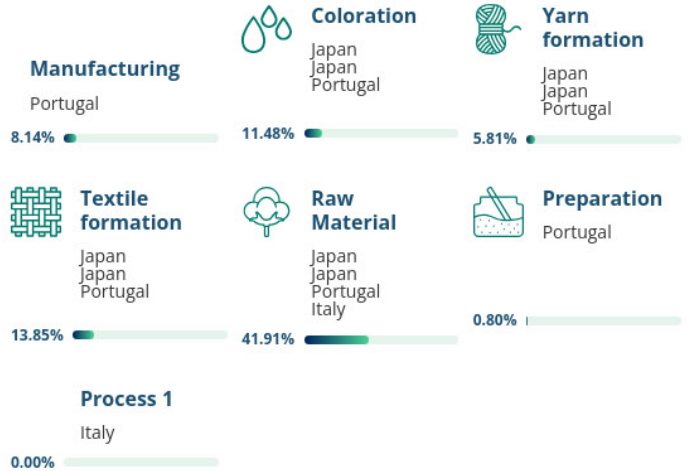 Manufacturing
Portugal
8.14%
Coloration
Japan
Japan
Portugal
11.48%
Yarn
formation
Japan
Japan
Portugal
5.81%
Textile
formation
Japan
Japan
Portugal
13.85%
Raw
Material
Japan
Japan
Portugal
Italy
41.91%
Preparation
Portugal
0.80%
Process 1
Italy
0.00%